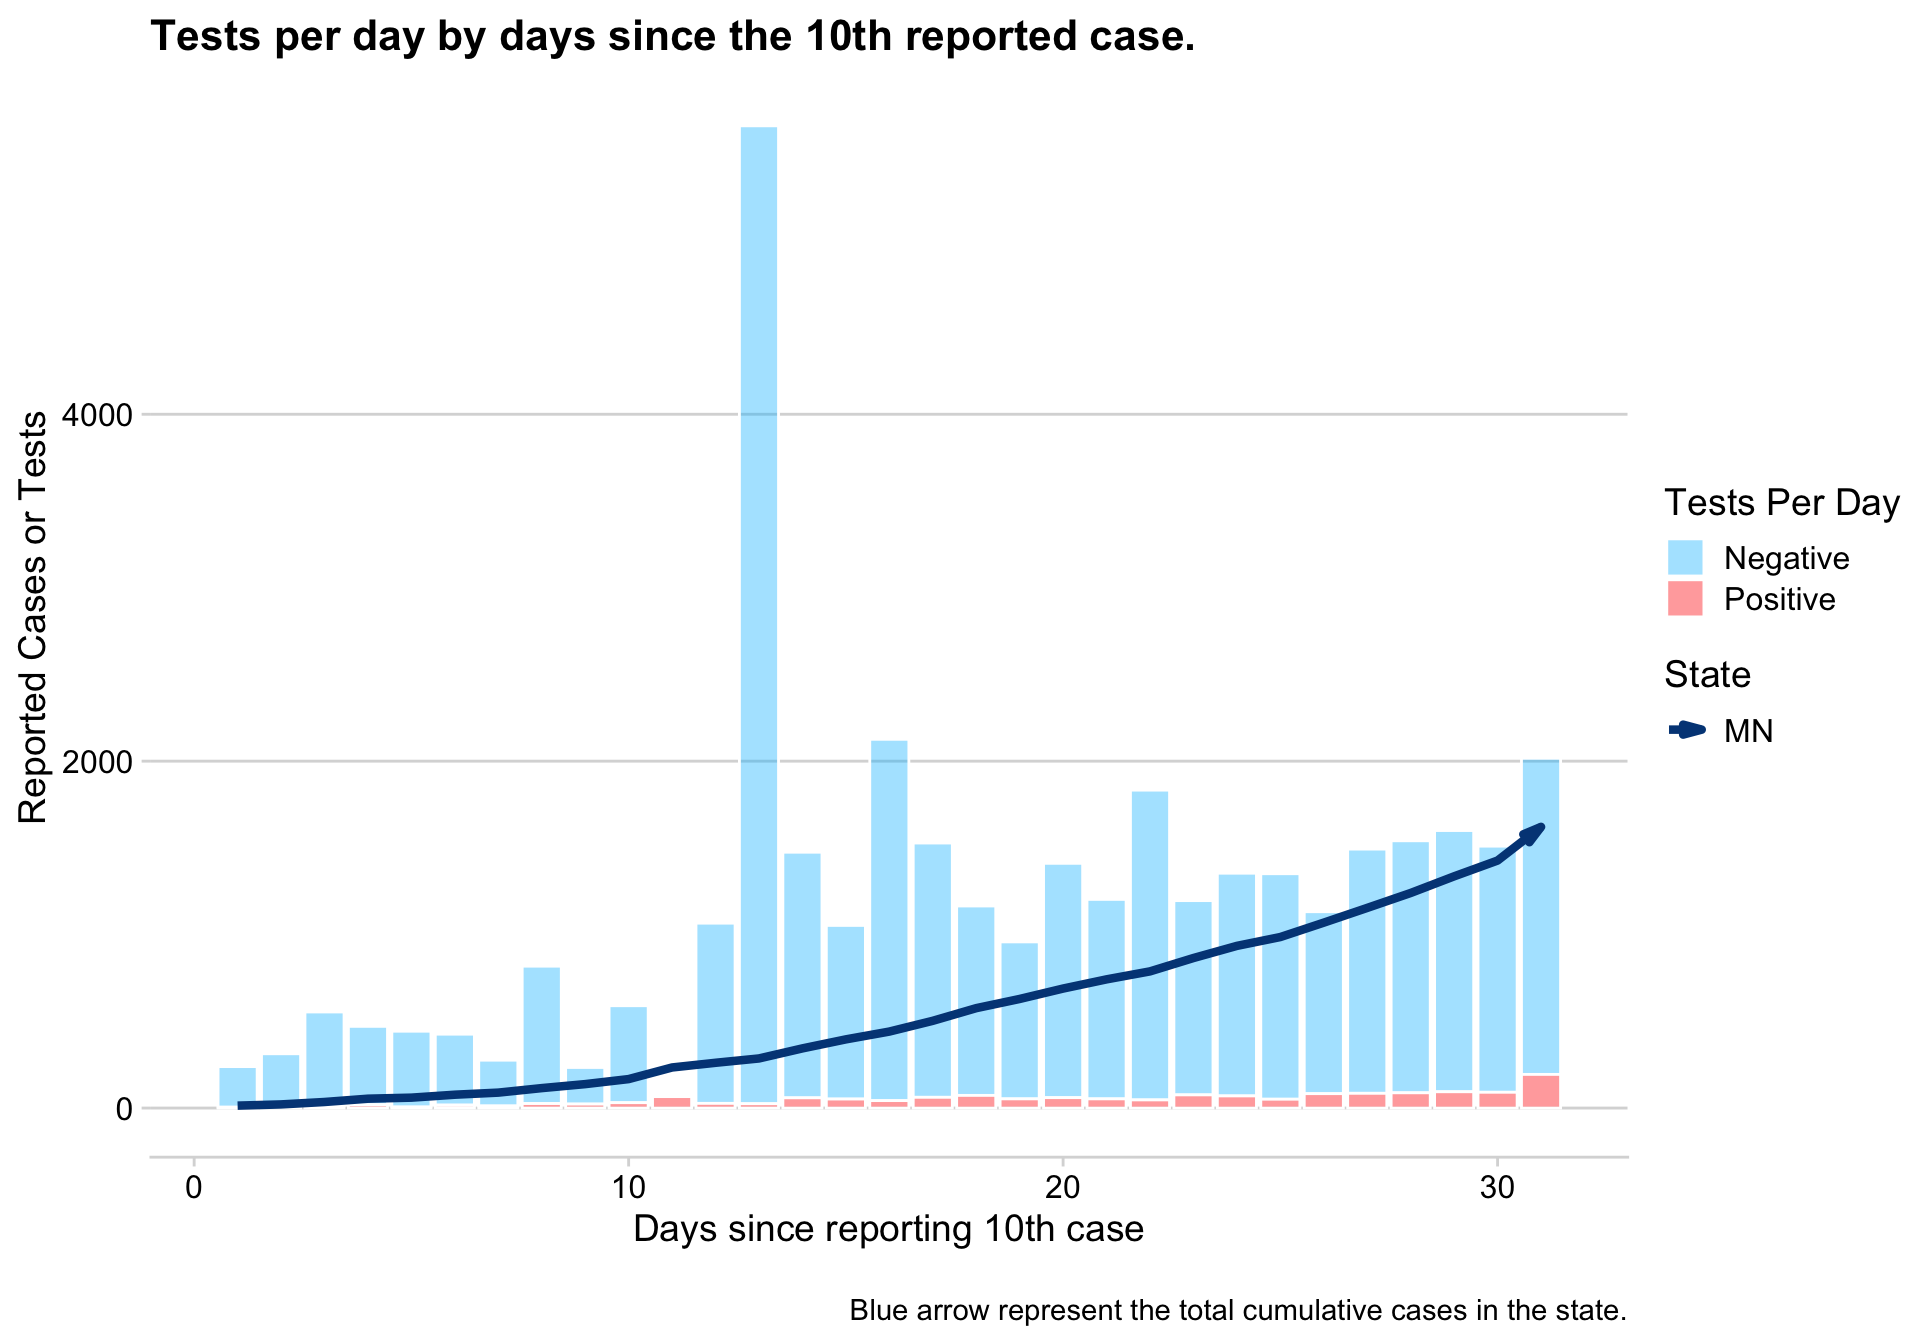 Tests per day by days since the 10th reported case.
Reported Cases or Tests
4000
2000
0
0
10
20
30
Days since reporting 10th case
Tests Per Day
Negative
Positive
State
MN
Blue arrow represent the total cumulative cases in the state.